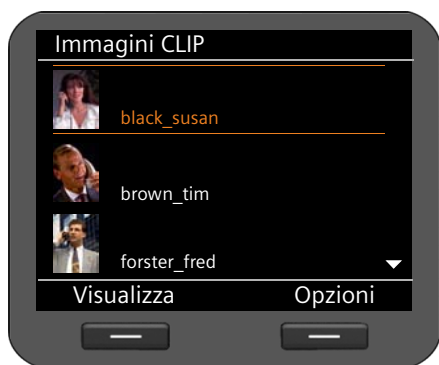 Immagini CLIP
black_susan
brown_tim
forster_fred
Visualizza Opzioni